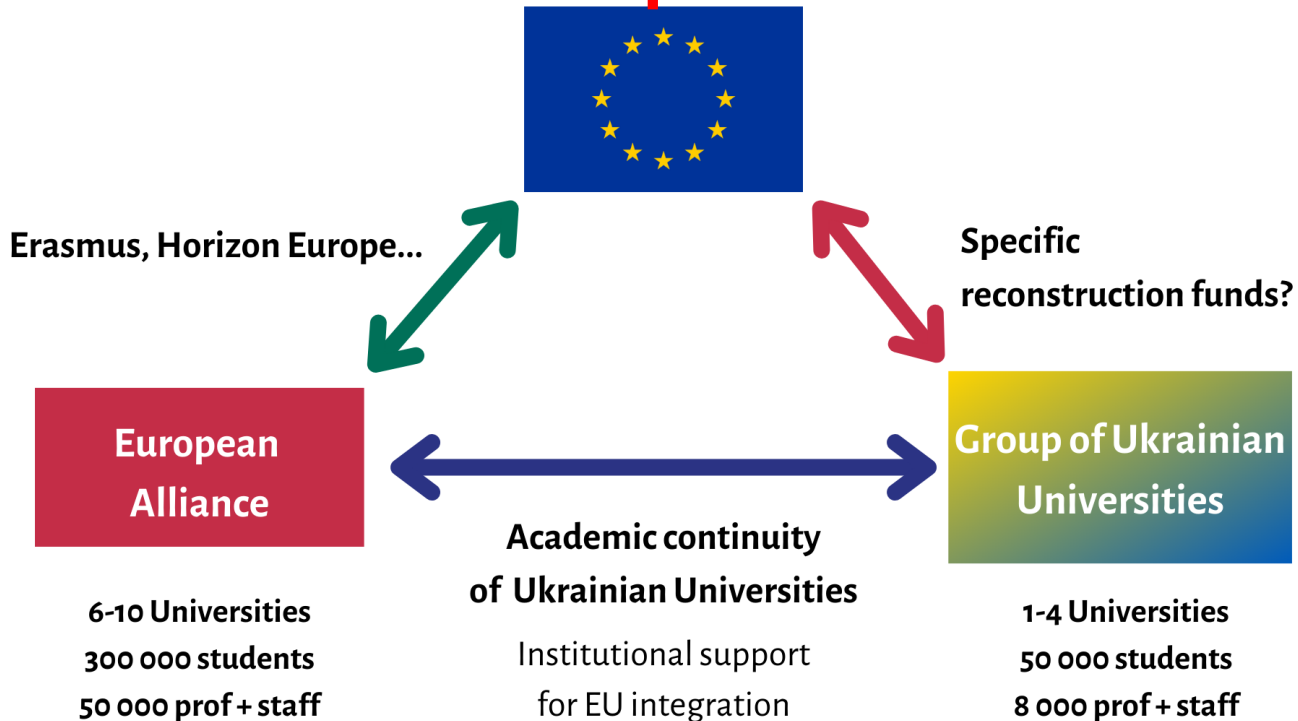 Erasmus, Horizon Europe...
Specific
reconstruction funds?
European
Alliance
Group of Ukrainian
Universities
Academic continuity
of Ukrainian Universities
Institutional support
for EU integration
6-10 Universities
300 000 students
50 000 prof + staff
1-4 Universities
50 000 students
8 000 prof + staff